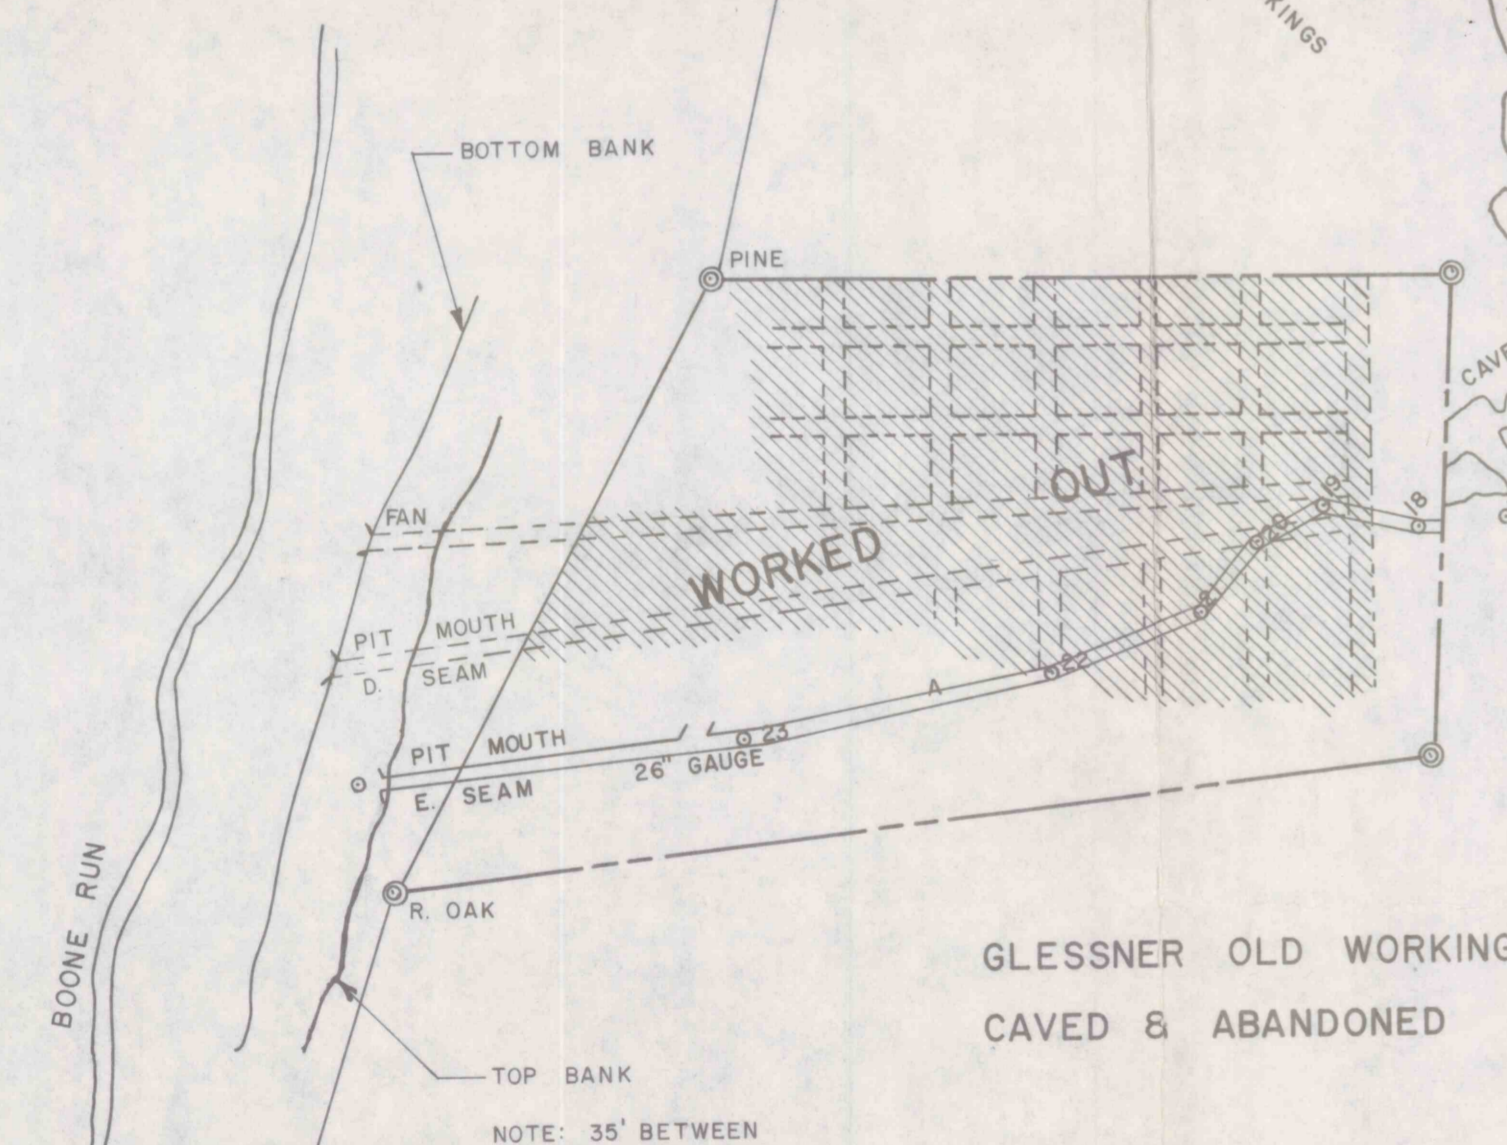 KINGS
BOTTOM BANK
PINE
CAVE
FAN
OUT
WORKED
19
18
20
PIT MOUTH
D. SEAM
22
A
23
PIT MOUTH
26" GAUGE
E. SEAM
R. OAK
BOONE RUN
GLESSNER OLD WORKING
CAVED & ABANDONED
TOP BANK
NOTE: 35' BETWEEN